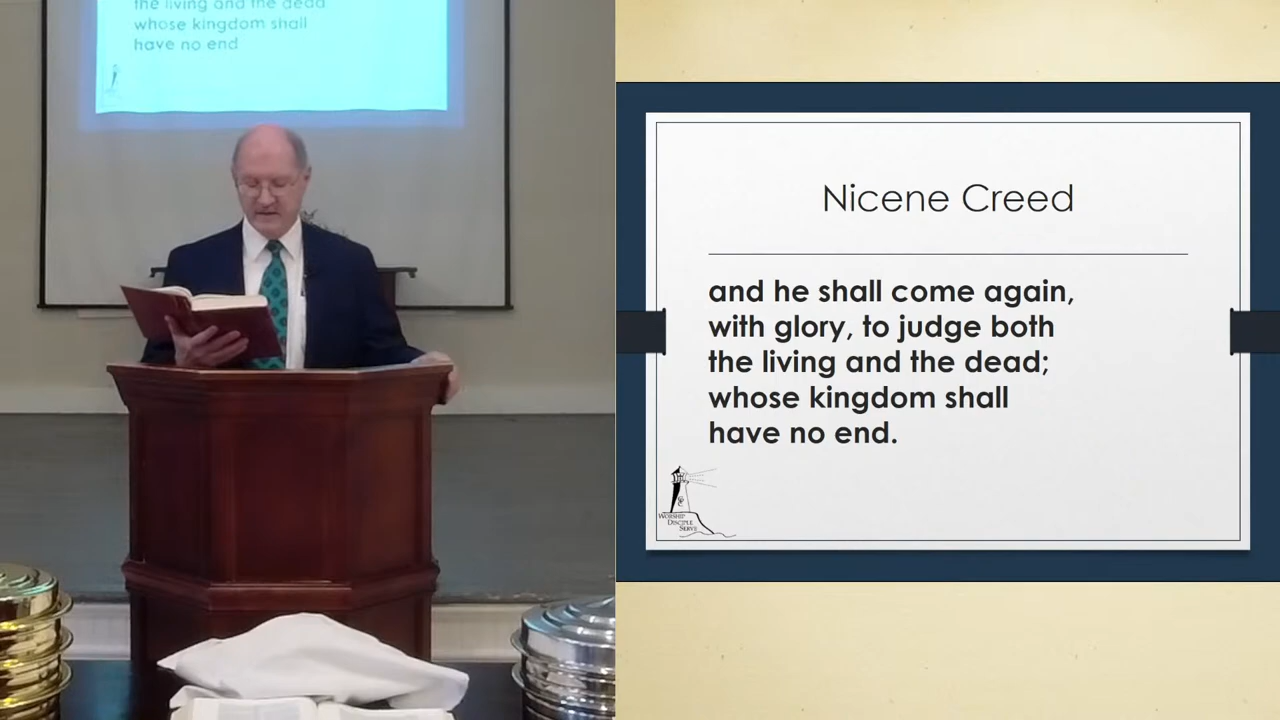 the living and the dead
whose kingdom shall
have no end
Nicene Creed
and he shall come again,
with glory, to judge both
the living and the dead;
whose kingdom shall
have no end.
WORSHIP
DISCIPLE
SERVE